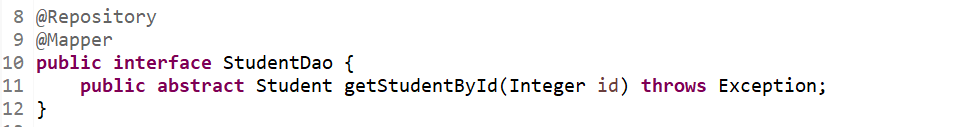 8 @Repository
9 @Mapper
10 public interface StudentDao {
11     public abstract Student getStudentById(Integer id) throws Exception;
12 }